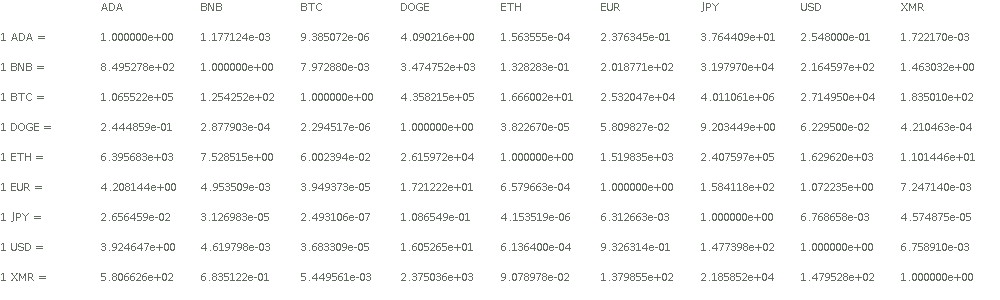 ADA BNB BTC DOGE ETH EUR JPY USD XMR
1 ADA = 1.000000e+00 1.177124e-03 9.385072e-06 4.090216e+00 1.563555e-04 2.376345e-01 3.764409e+01 2.548000e-01 1.722170e-03
1 BNB = 8.495278e+02 1.000000e+00 7.972880e-03 3.474752e+03 1.328283e-01 2.018771e+02 3.197970e+04 2.164597e+02 1.463032e+00
1 BTC = 1.065522e+05 1.254252e+02 1.000000e+00 4.358215e+05 1.666002e+01 2.532047e+04 4.011061e+06 2.714950e+04 1.835010e+02
1 DOGE = 2.444859e-01 2.877903e-04 2.294517e-06 1.000000e+00 3.822670e-05 5.809827e-02 9.203449e+00 6.229500e-02 4.210463e-04
1 ETH = 6.395683e+03 7.528515e+00 6.002394e-02 2.615972e+04 1.000000e+00 1.519835e+03 2.407597e+05 1.629620e+03 1.101446e+01
1 EUR = 4.208144e+00 4.953509e-03 3.949373e-05 1.721222e+01 6.579663e-04 1.000000e+00 1.584118e+02 1.072235e+00 7.247140e-03
1 JPY = 2.656459e-02 3.126983e-05 2.493106e-07 1.086549e-01 4.153519e-06 6.312663e-03 1.000000e+00 6.768658e-03 4.574875e-05
1 USD = 3.924647e+00 4.619798e-03 3.683309e-05 1.605265e+01 6.136400e-04 9.326314e-01 1.477398e+02 1.000000e+00 6.758910e-03
1 XMR = 5.806626e+02 6.835122e-01 5.449561e-03 2.375036e+03 9.078978e-02 1.379855e+02 2.185852e+04 1.479528e+02 1.000000e+00